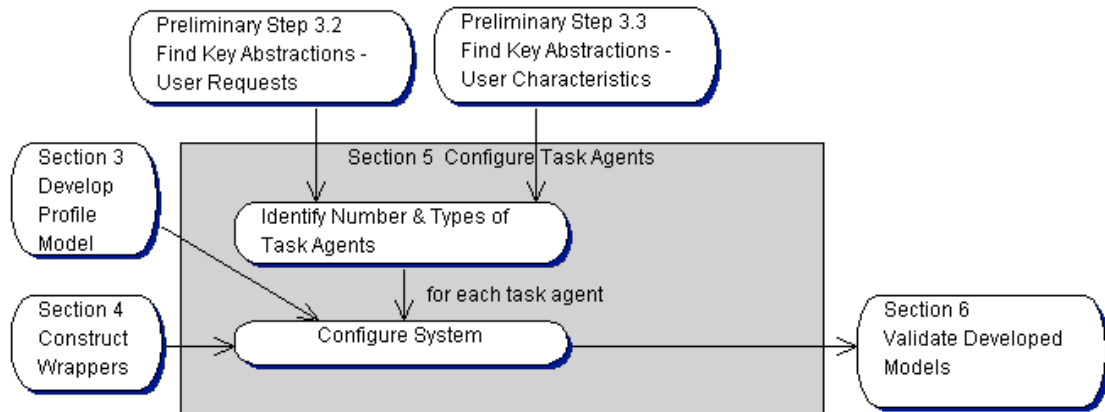 Preliminary Step 3.2
Find Key Abstractions -
User Requests
Preliminary Step 3.3
Find Key Abstractions -
User Characteristics
Section 3
Develop
Profile
Model
Section 5 Configure Task Agents
Identify Number & Types of
Task Agents
for each task agent
Section 4
Construct
Wrappers
Configure System
Section 6
Validate Developed
Models